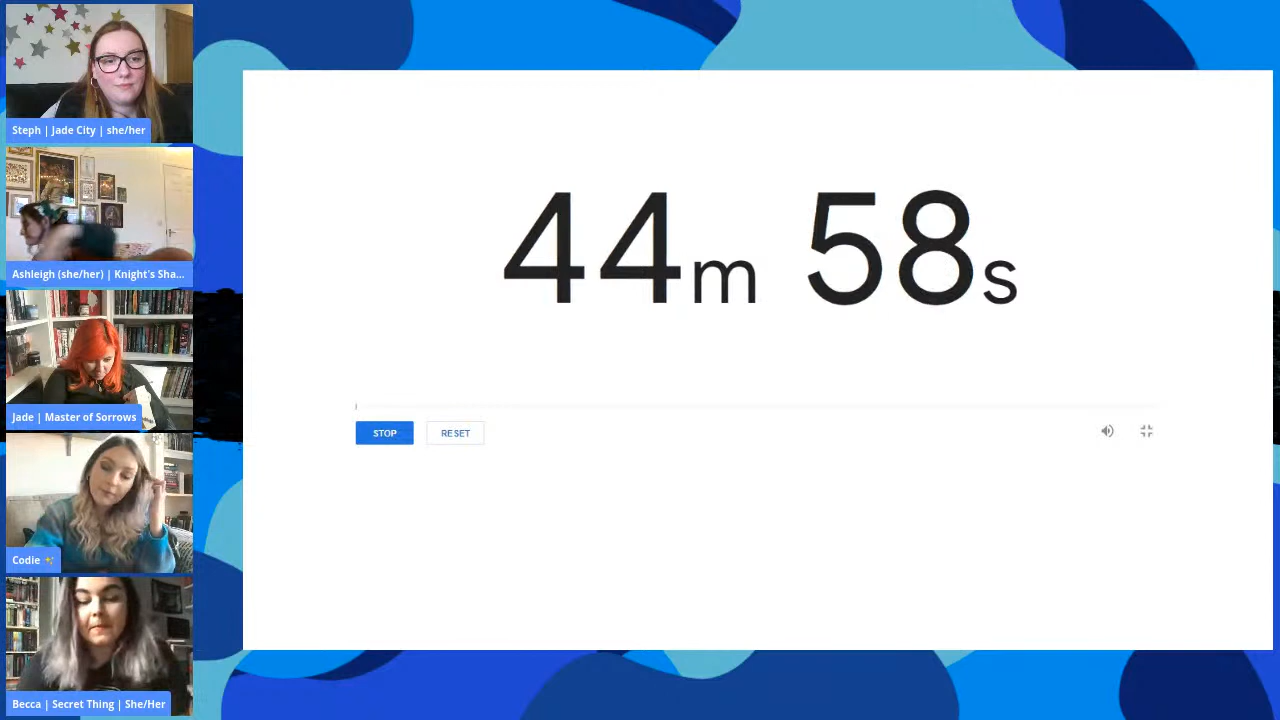 Steph | Jade City | she/her
Ashleigh (she/her) | Knight's Sha...
Jade | Master of Sorrows
Codie ✨
Becca | Secret Thing | She/Her
44m 58s
STOP
RESET